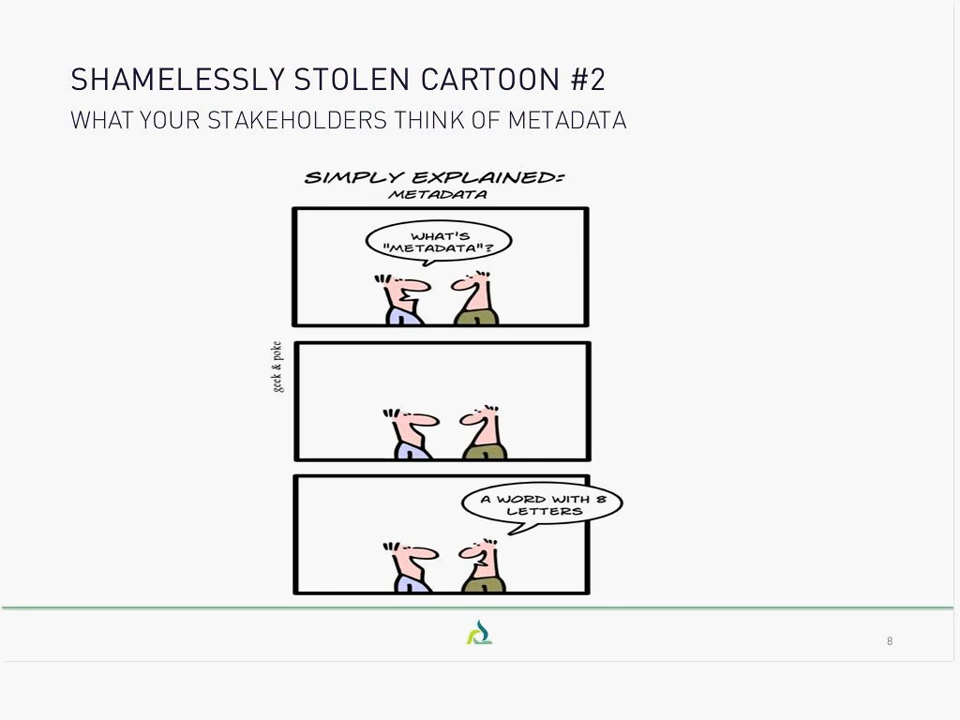 SHAMELESSLY STOLEN CARTOON #2
WHAT YOUR STAKEHOLDERS THINK OF METADATA
SIMPLY EXPLAINED:
METADATA
WHAT'S
"METADATA"?
geek & poke
A WORD WITH 8
LETTERS
8